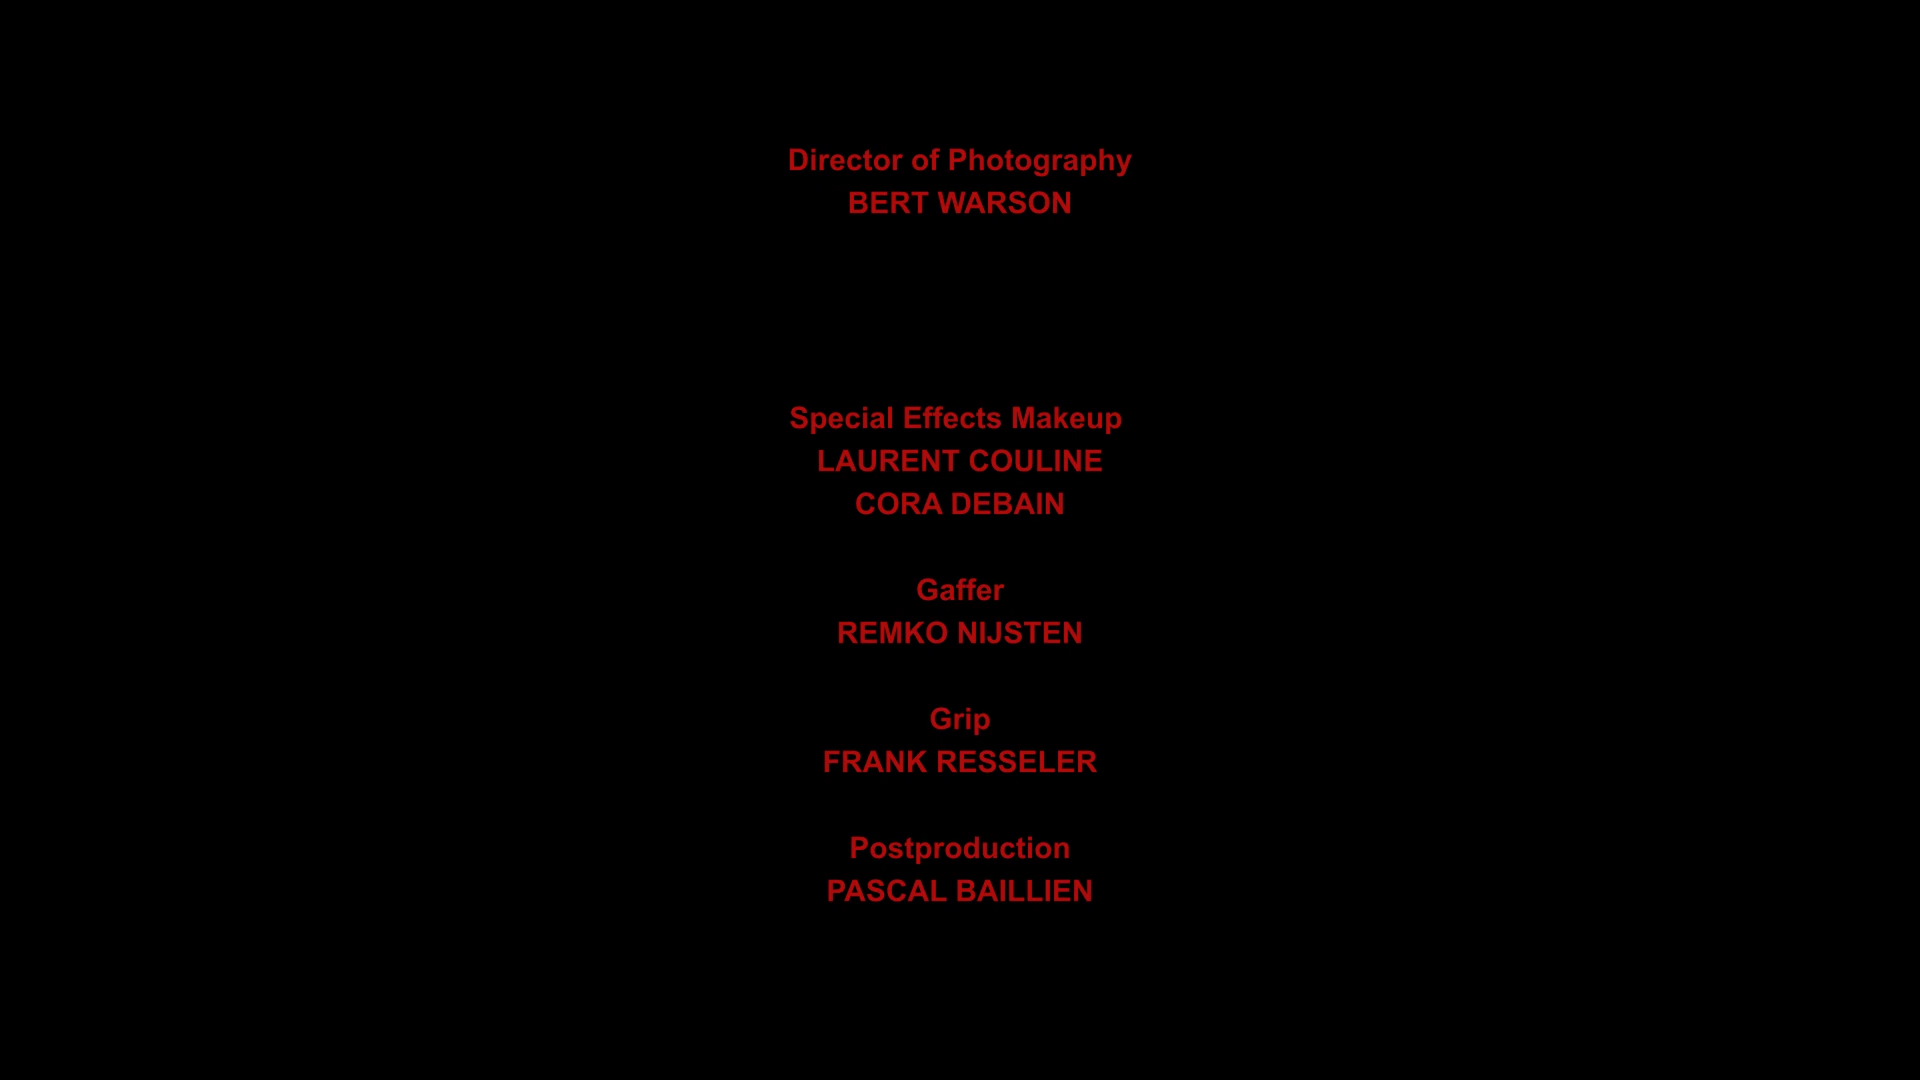 Director of Photography
BERT WARSON
Special Effects Makeup
LAURENT COULINE
CORA DEBAIN
Gaffer
REMKO NIJSTEN
Grip
FRANK RESSELER
Postproduction
PASCAL BAILLIEN